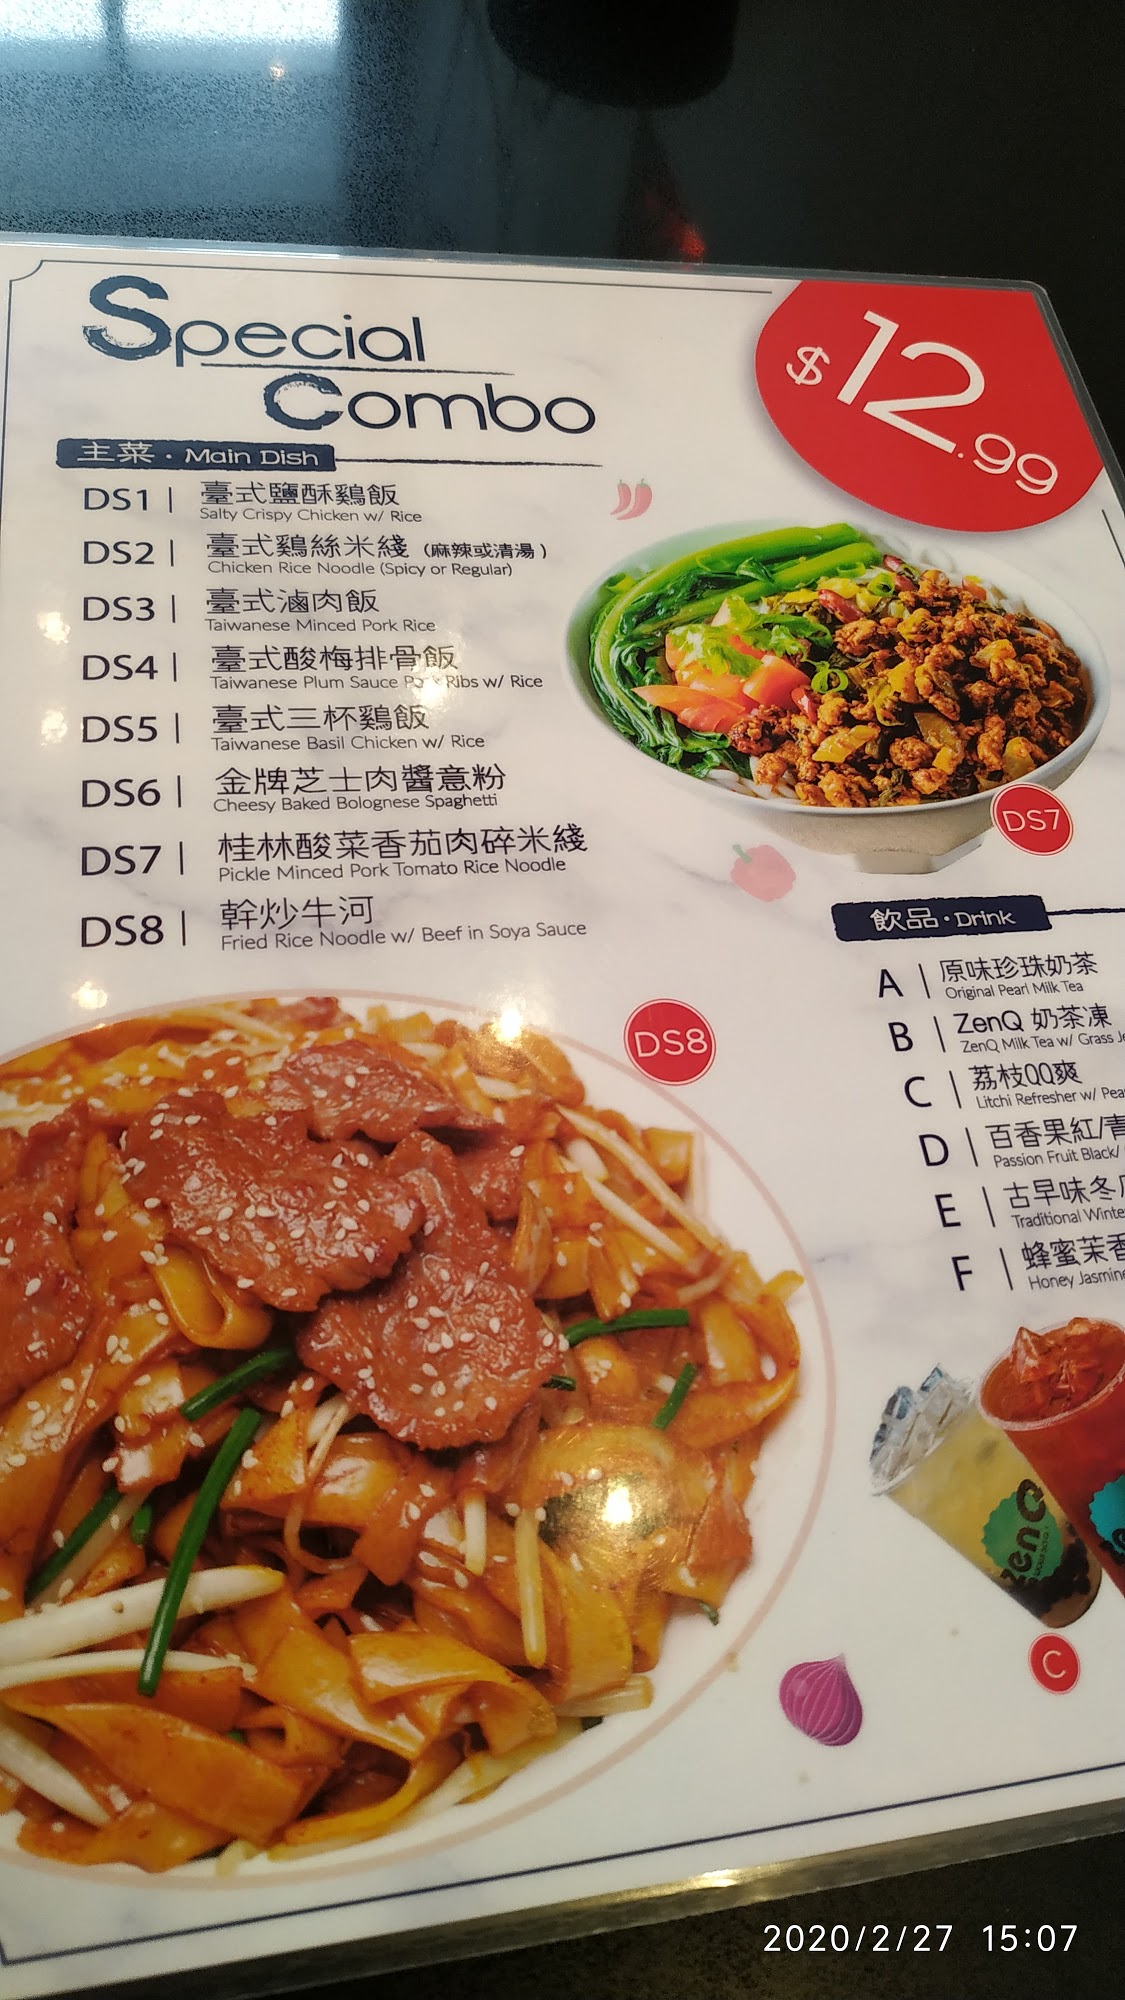 Special
Combo
$12.99
主菜·Main Dish
DS1 | 臺式鹽酥鷄飯
Salty Crispy Chicken w/ Rice
DS2 | 臺式鷄絲米綫 (麻辣或清湯)
Chicken Rice Noodle (Spicy or Regular)
DS3 | 臺式滷肉飯
Taiwanese Minced Pork Rice
DS4 | 臺式酸梅排骨飯
Taiwanese Plum Sauce Pork Ribs w/ Rice
DS5 | 臺式三杯鷄飯
Taiwanese Basil Chicken w/ Rice
DS6 | 金牌芝士肉醬意粉
Cheesy Baked Bolognese Spaghetti
DS7 | 桂林酸菜香茄肉碎米綫
Pickle Minced Pork Tomato Rice Noodle
DS8 | 幹炒牛河
Fried Rice Noodle w/ Beef in Soya Sauce
DS7
DS8
飲品·Drink
A | 原味珍珠奶茶
Original Pearl Milk Tea
B | ZenQ 奶茶凍
ZenQ Milk Tea w/ Grass
C | 荔枝QQ爽
Litchi Refresher w/
D | 百香果紅/青
Passion Fruit Black/
E | 古早味冬
Traditional
F | 蜂蜜茉香
Honey Jasmine
ZenQ
C
2020/2/27 15:07